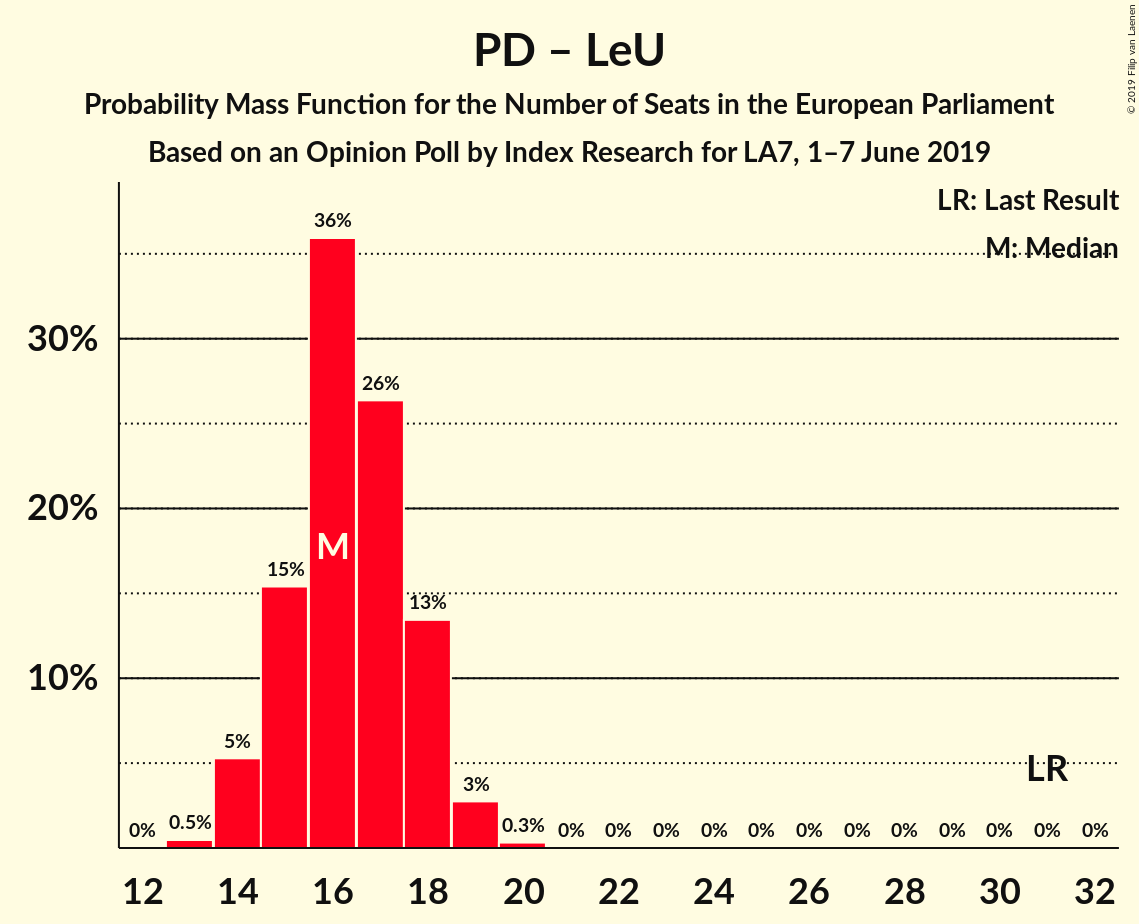 PD – LeU
Probability Mass Function for the Number of Seats in the European Parliament
Based on an Opinion Poll by Index Research for LA7, 1–7 June 2019
© 2019 Filip van Laenen
LR: Last Result
M: Median
36%
30%
26%
20%
M
15%
13%
10%
5%
LR
3%
0% 0.5% 0.3% 0% 0% 0% 0% 0% 0% 0% 0% 0% 0% 0% 0%
12 14 16 18 20 22 24 26 28 30 32